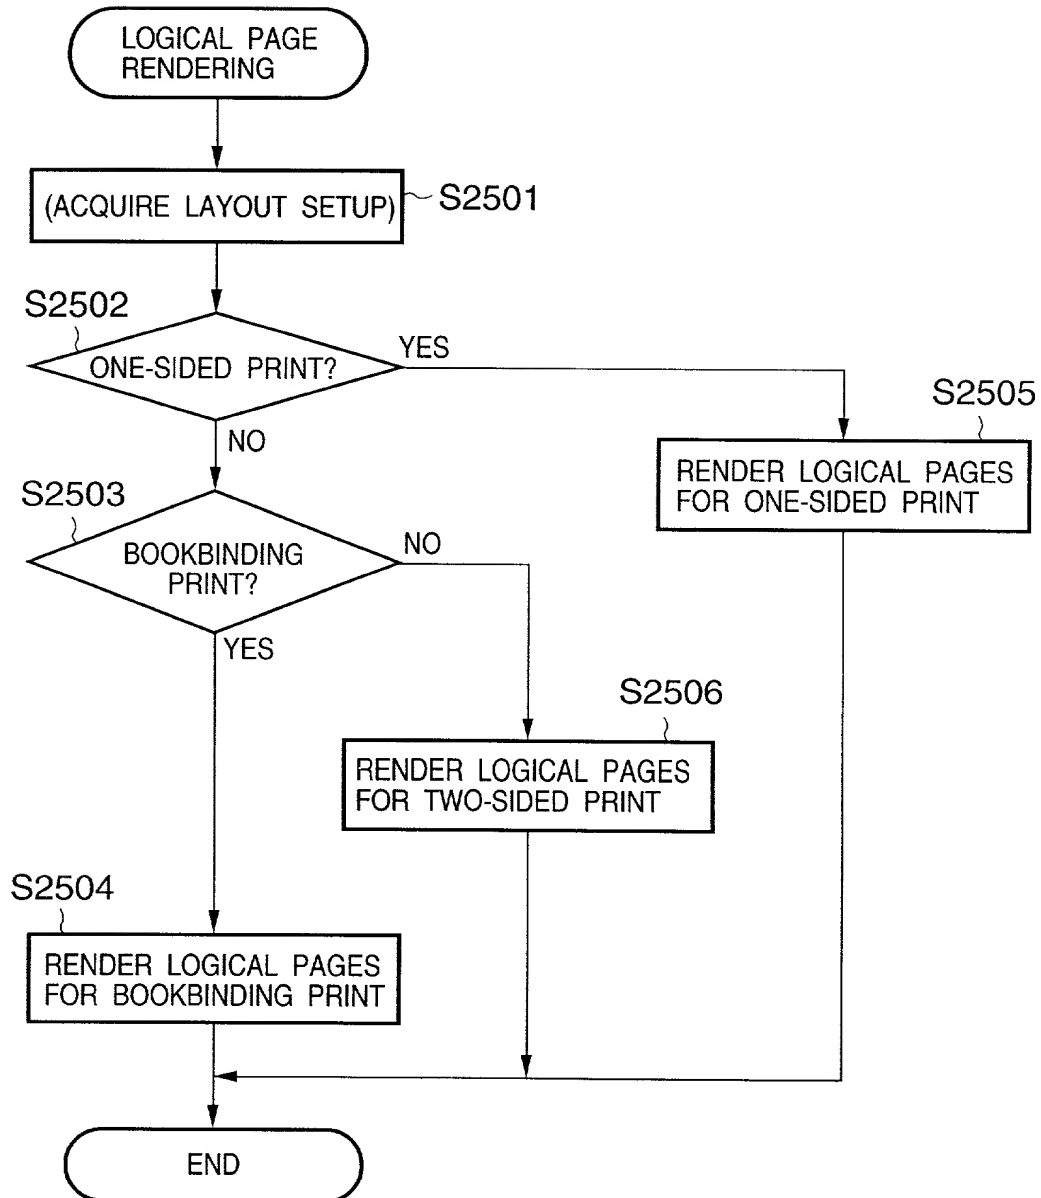 LOGICAL PAGE
RENDERING
(ACQUIRE LAYOUT SETUP)
S2501
S2502
ONE-SIDED PRINT?
YES
NO
S2505
RENDER LOGICAL PAGES
FOR ONE-SIDED PRINT
S2503
BOOKBINDING
PRINT?
NO
YES
S2506
RENDER LOGICAL PAGES
FOR TWO-SIDED PRINT
S2504
RENDER LOGICAL PAGES
FOR BOOKBINDING PRINT
END